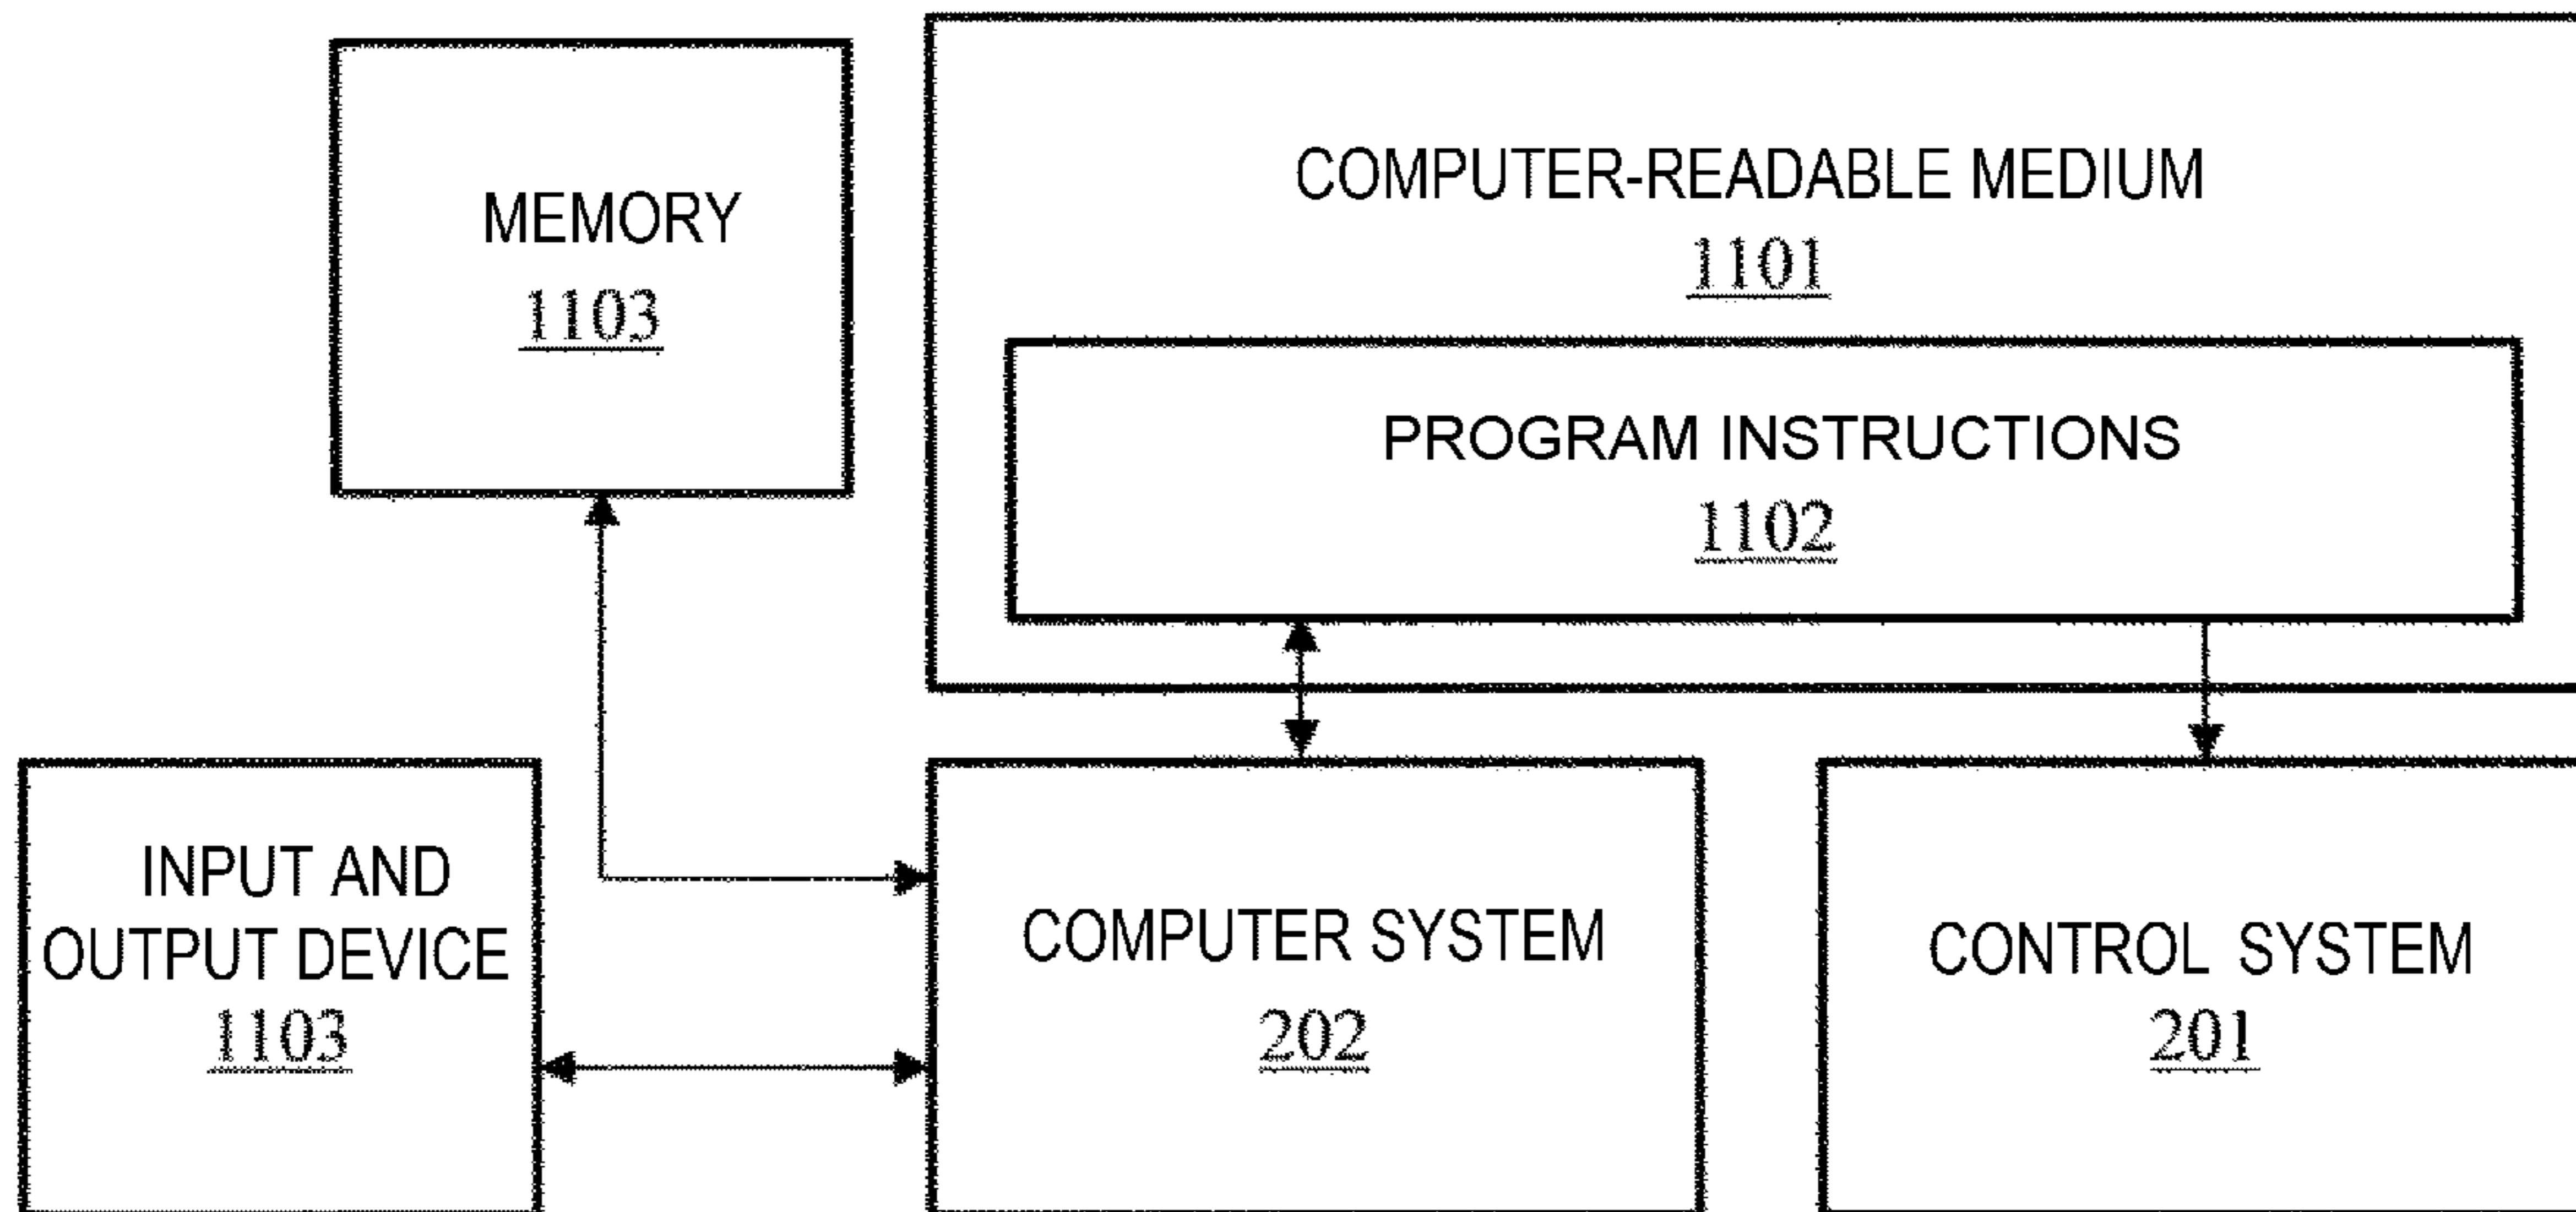 MEMORY
1103
COMPUTER-READABLE MEDIUM
1101
PROGRAM INSTRUCTIONS
1102
INPUT AND
OUTPUT DEVICE
1103
COMPUTER SYSTEM
202
CONTROL SYSTEM
201